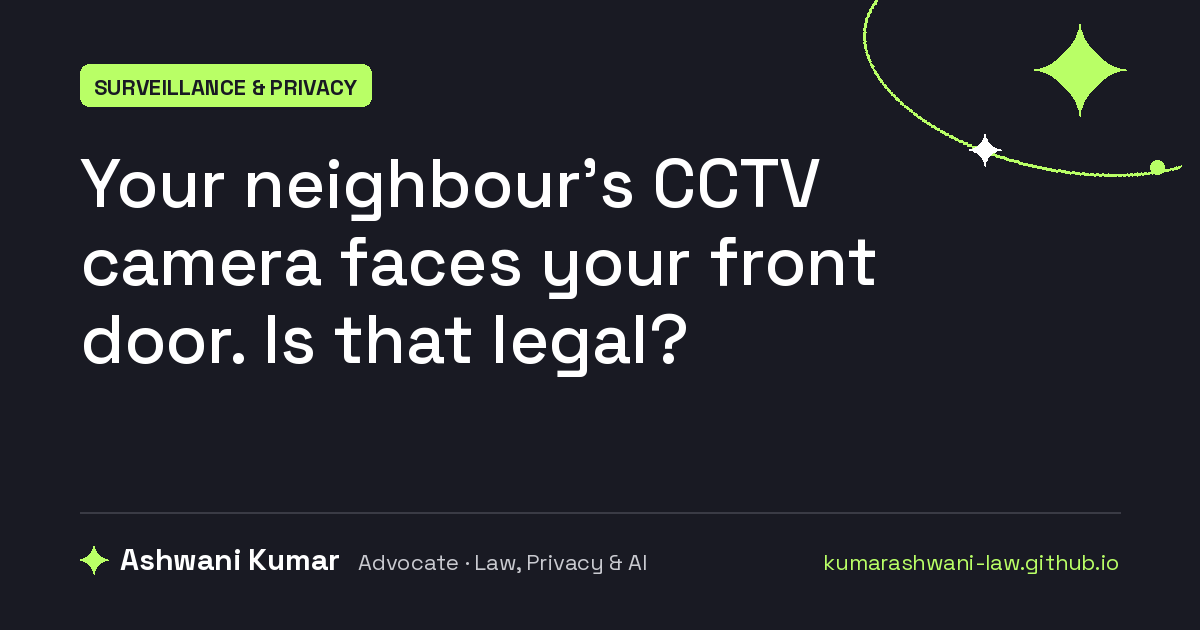 SURVEILLANCE & PRIVACY
Your neighbour’s CCTV
camera faces your front
door. Is that legal?
Ashwani Kumar Advocate · Law, Privacy & AI kumarashwani-law.github.io